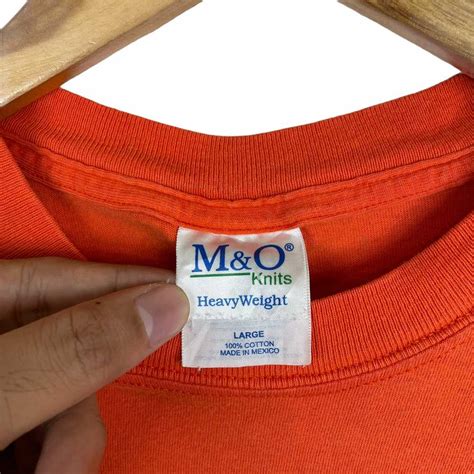 M&O®
Knits
HeavyWeight
LARGE
100% COTTON
MADE IN MEXICO